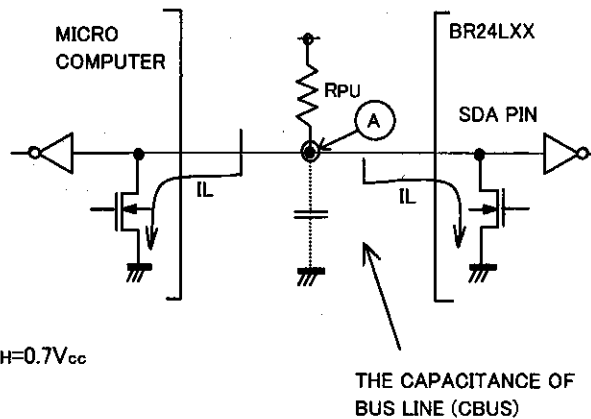 MICRO
COMPUTER
BR24LXX
RPU
A
SDA PIN
IL
IL
H=0.7Vcc
THE CAPACITANCE OF
BUS LINE (CBUS)